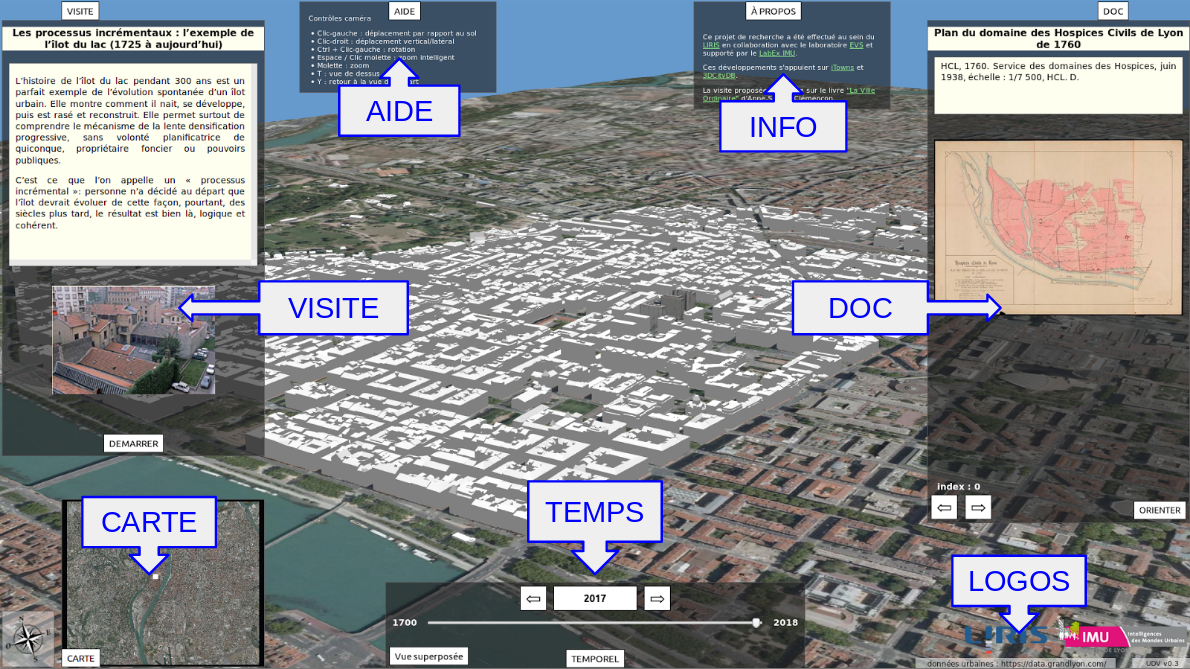 VISITE
Les processus incrémentaux : l'exemple de
l'îlot du lac (1725 à aujourd'hui)
L'histoire de l'îlot du lac pendant 300 ans est un
parfait exemple de l'évolution spontanée d'un îlot
urbain. Elle montre comment il nait, se développe,
puis est rasé et reconstruit. Elle permet surtout de
comprendre le mécanisme de la lente densification
progressive, sans volonté planificatrice de
quiconque, propriétaire foncier ou pouvoirs
publiques.
C'est ce que l'on appelle un « processus
incrémental »: personne n'a décidé au départ que
l'îlot devrait évoluer de cette façon, pourtant, des
siècles plus tard, le résultat est bien là, logique et
cohérent.
VISITE
DEMARRER
AIDE
Contrôles caméra
Clic-gauche : déplacement par rapport au sol
Clic-droit : déplacement vertical/latéral
Ctrl + Clic-gauche : rotation
Espace / Clic molette : zoom intelligent
Molette : zoom
T : vue de dessus
Y : retour à la vue
AIDE
À PROPOS
Ce projet de recherche a été effectué au sein du
LIRIS en collaboration avec le laboratoire EVS et
supporté par le LabEx IMU.
Ces développements s'appuient sur iTowns et
3DCityDB.
La visite sur le livre "La Ville
Ordinaire" Clémençon.
INFO
DOC
Plan du domaine des Hospices Civils de Lyon
de 1760
HCL, 1760. Service des domaines des Hospices, juin
1938, échelle : 1/7 500, HCL. D.
DOC
index : 0
⇦ ⇨
ORIENTER
CARTE
CARTE
TEMPS
⇦ 2017 ⇨
1700 2018
Vue superposée
TEMPOREL
LOGOS
LIRIS
IMU
Intelligences
des Mondes Urbains
données urbaines : https://data.grandlyon.com/
UDV v0.3